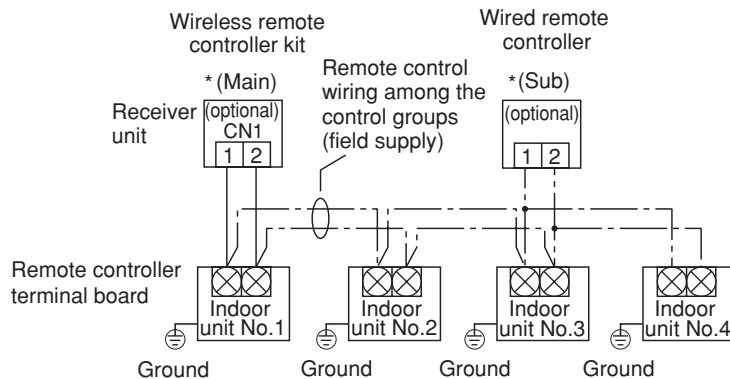 Wireless remote
controller kit
Wired remote
controller
* (Main)
Remote control
wiring among the
control groups
(field supply)
* (Sub)
Receiver
unit
(optional)
CN1
1 2
(optional)
1 2
Remote controller
terminal board
Indoor
unit No.1
Indoor
unit No.2
Indoor
unit No.3
Indoor
unit No.4
Ground
Ground
Ground
Ground